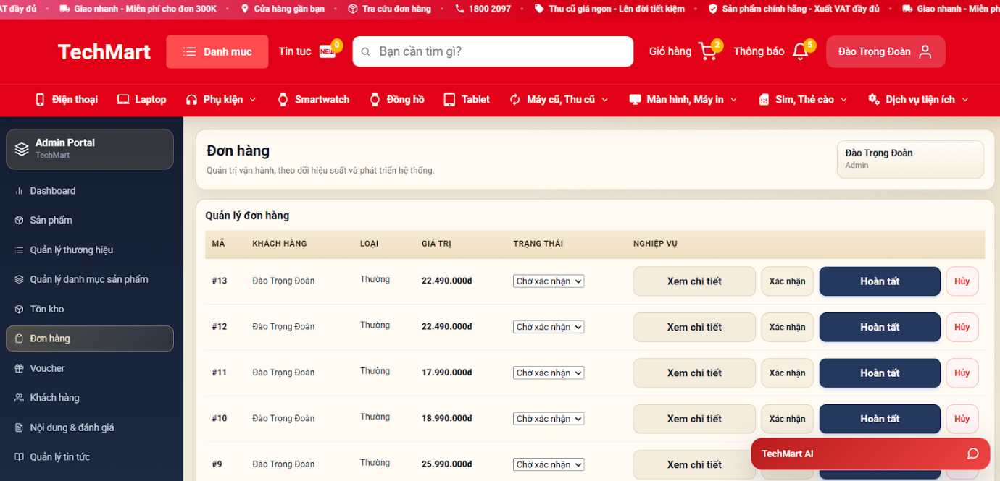 AT đầy đủ • Giao nhanh - Miễn phí cho đơn 300K • Cửa hàng gần bạn • Tra cứu đơn hàng • 1800 2097 • Thu cũ giá ngon - Lên đời tiết kiệm • Sản phẩm chính hãng - Xuất VAT đầy đủ • Giao nhanh - Miễn ph
TechMart Danh mục Tin tức NEW 0 Bạn cần tìm gì? Giỏ hàng 2 Thông báo 5 Đào Trọng Đoàn
Điện thoại Laptop Phụ kiện Smartwatch Đồng hồ Tablet Máy cũ, Thu cũ Màn hình, Máy in Sim, Thẻ cào Dịch vụ tiện ích
Admin Portal
TechMart
Dashboard
Sản phẩm
Quản lý thương hiệu
Quản lý danh mục sản phẩm
Tồn kho
Đơn hàng
Voucher
Khách hàng
Nội dung & đánh giá
Quản lý tin tức
Đơn hàng
Quản trị vận hành, theo dõi hiệu suất và phát triển hệ thống.
Đào Trọng Đoàn
Admin
Quản lý đơn hàng
MÃ KHÁCH HÀNG LOẠI GIÁ TRỊ TRẠNG THÁI NGHIỆP VỤ
#13 Đào Trọng Đoàn Thường 22.490.000đ Chờ xác nhận Xem chi tiết Xác nhận Hoàn tất Hủy
#12 Đào Trọng Đoàn Thường 22.490.000đ Chờ xác nhận Xem chi tiết Xác nhận Hoàn tất Hủy
#11 Đào Trọng Đoàn Thường 17.990.000đ Chờ xác nhận Xem chi tiết Xác nhận Hoàn tất Hủy
#10 Đào Trọng Đoàn Thường 18.990.000đ Chờ xác nhận Xem chi tiết Xác nhận Hoàn tất Hủy
#9 Đào Trọng Đoàn Thường 25.990.000đ Chờ xác nhận Xem chi tiết
TechMart AI